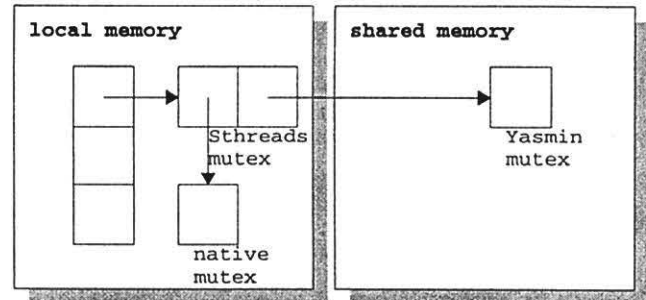 local memory
shared memory
Sthreads
mutex
Yasmin
mutex
native
mutex